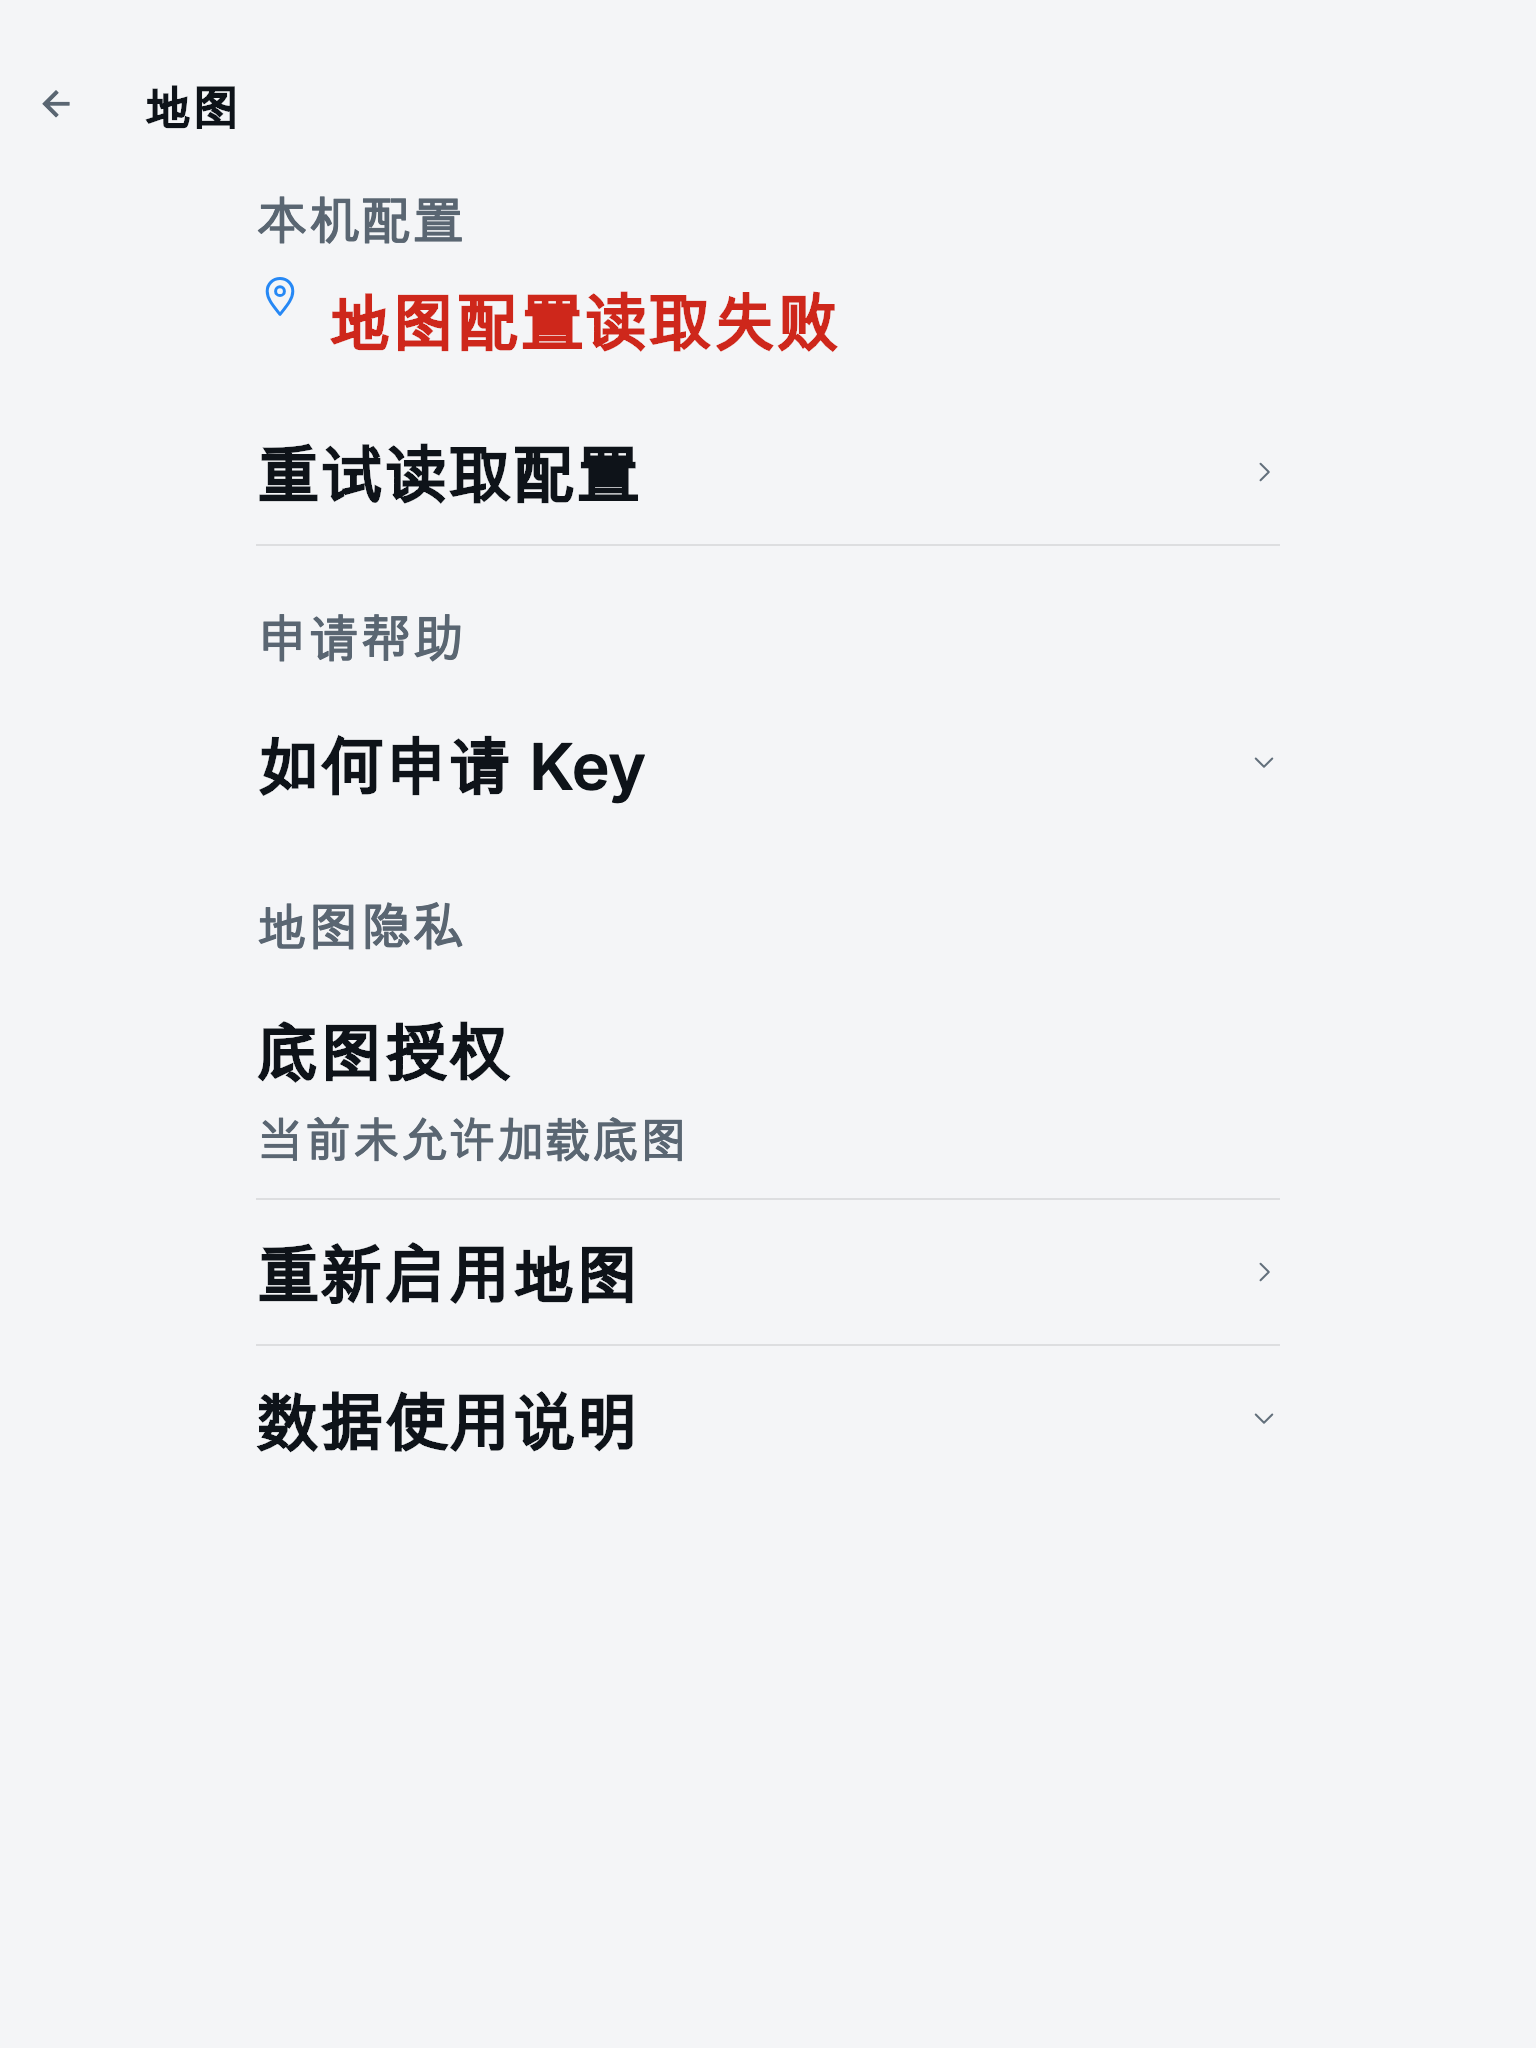 地图
本机配置
地图配置读取失败
重试读取配置
申请帮助
如何申请 Key
地图隐私
底图授权
当前未允许加载底图
重新启用地图
数据使用说明